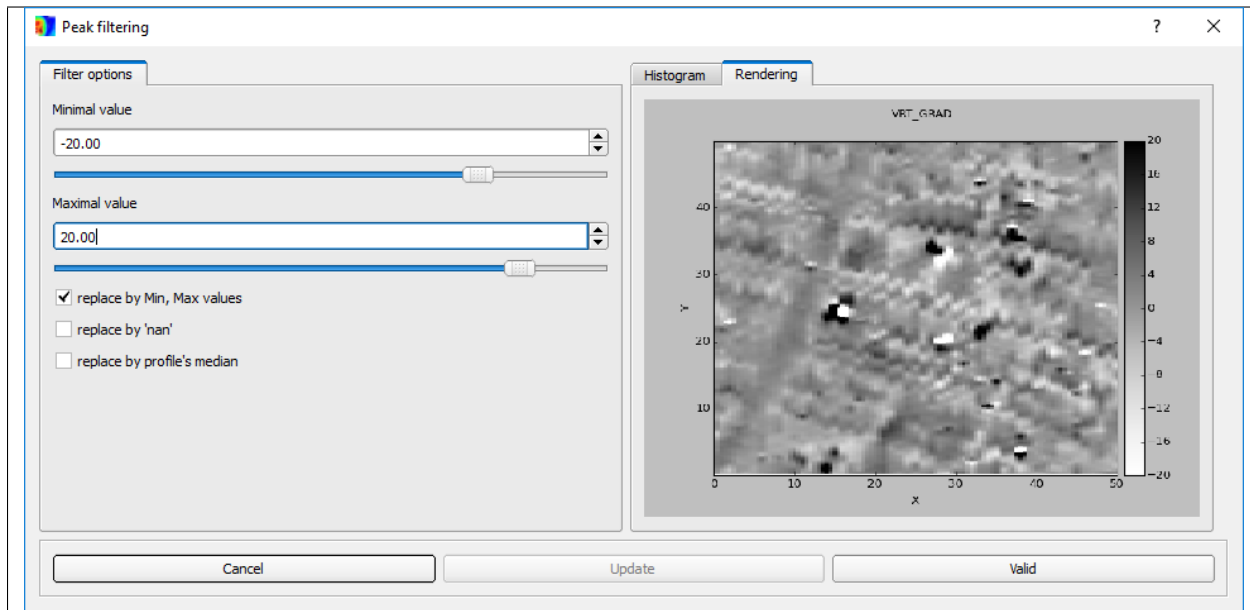 Peak filtering
?
Filter options
Minimal value
-20.00
Maximal value
20.00
replace by Min, Max values
replace by 'nan'
replace by profile's median
Histogram
Rendering
VRT_GRAD
40
30
20
10
Y
0
10
20
30
40
50
X
20
16
12
8
4
0
−4
−8
−12
−16
−20
Cancel
Update
Valid